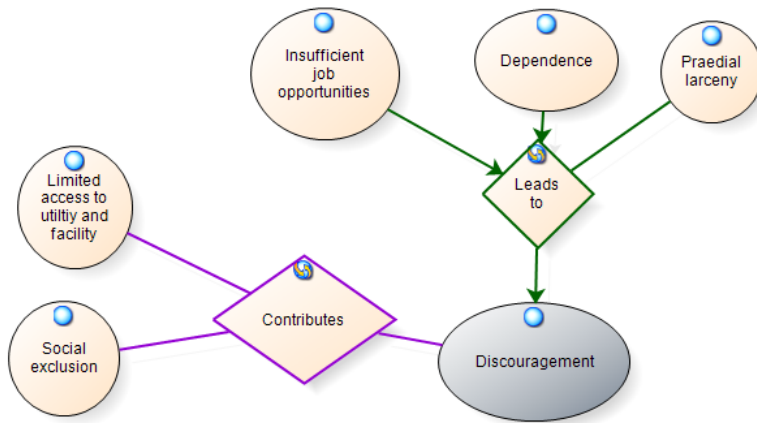 Insufficient
job
opportunities
Dependence
Praedial
larceny
Leads
to
Limited
access to
utiltiy and
facility
Contributes
Social
exclusion
Discouragement